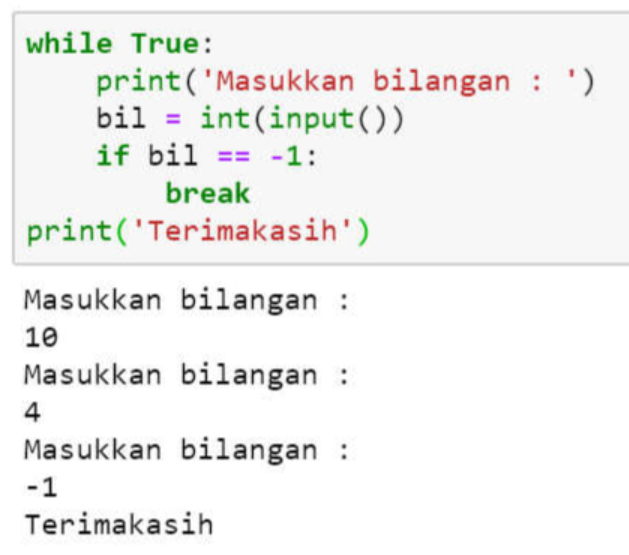 while True:
    print('Masukkan bilangan : ')
    bil = int(input())
    if bil == -1:
        break
print('Terimakasih')
Masukkan bilangan :
10
Masukkan bilangan :
4
Masukkan bilangan :
-1
Terimakasih